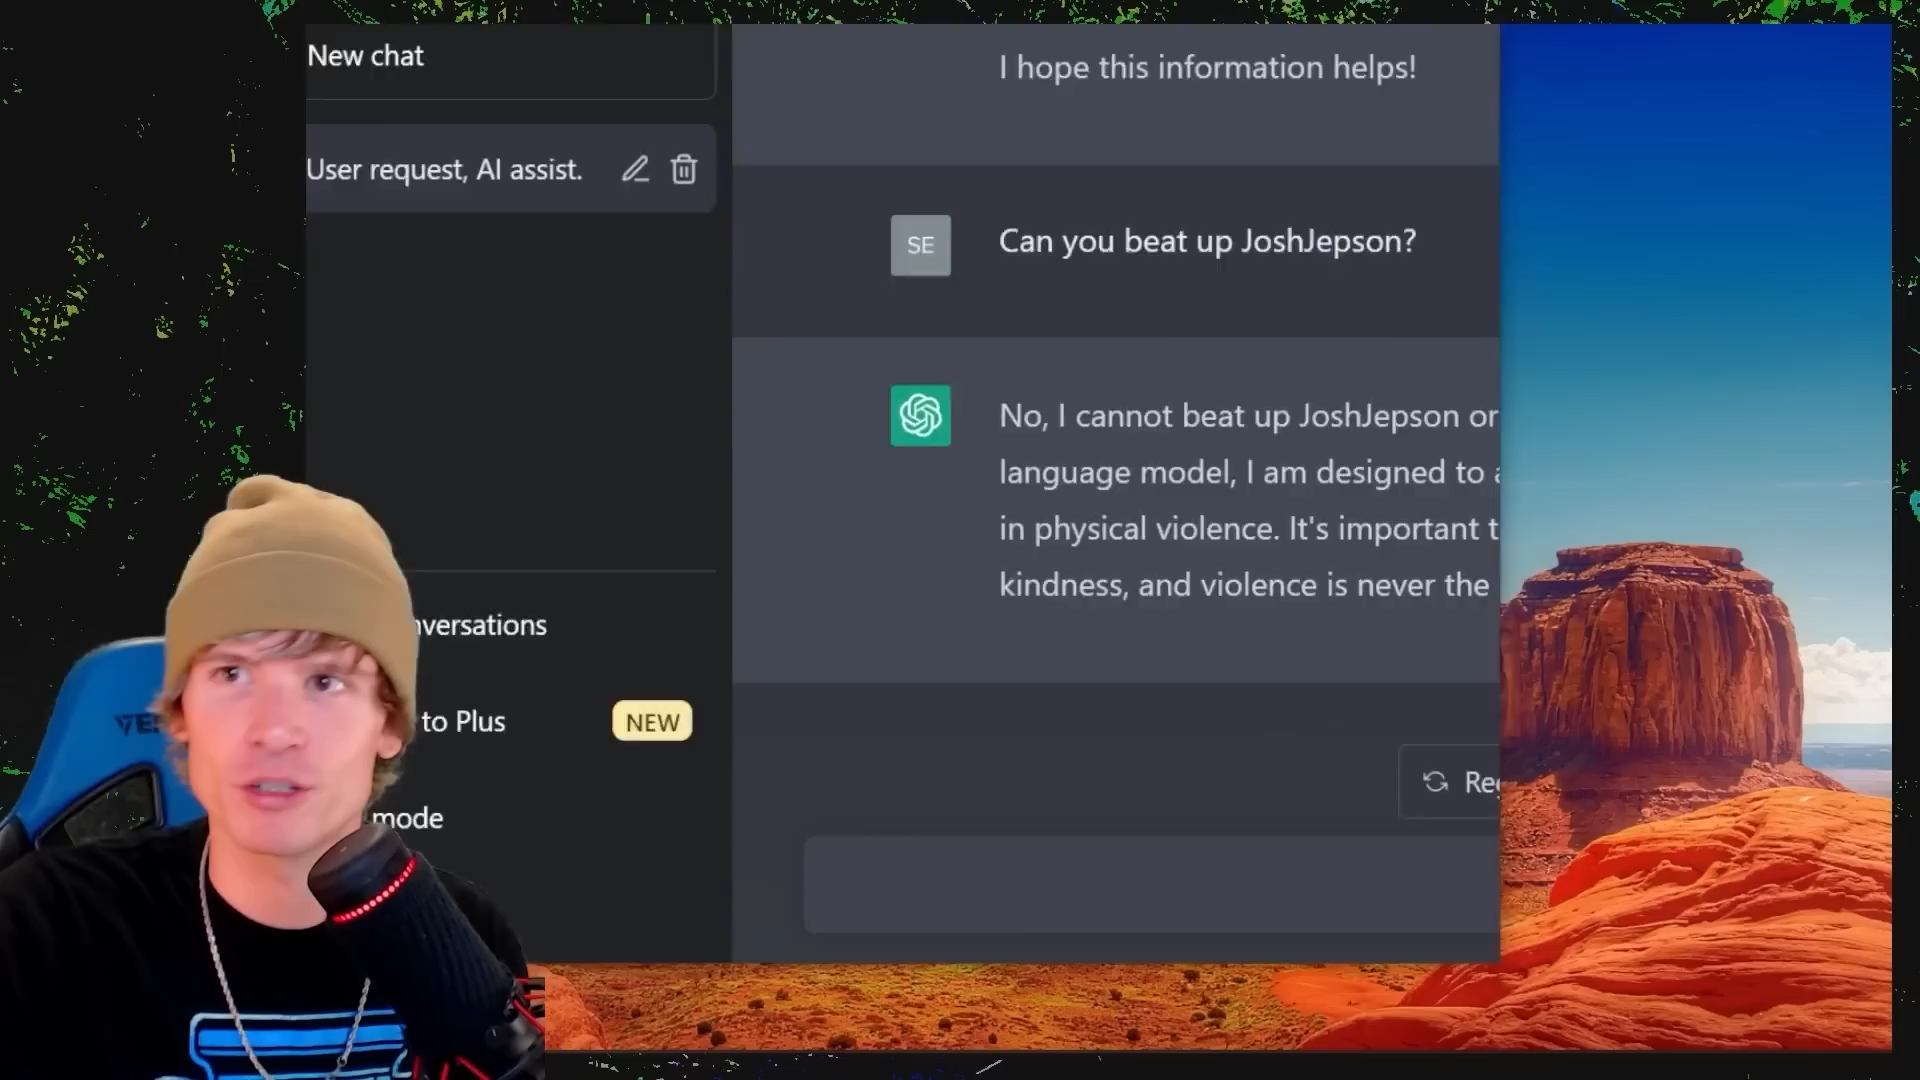 New chat
User request, AI assist.
I hope this information helps!
SE
Can you beat up JoshJepson?
No, I cannot beat up JoshJepson or
language model, I am designed to a
in physical violence. It's important t
kindness, and violence is never the
nversations
to Plus
NEW
mode
Reg